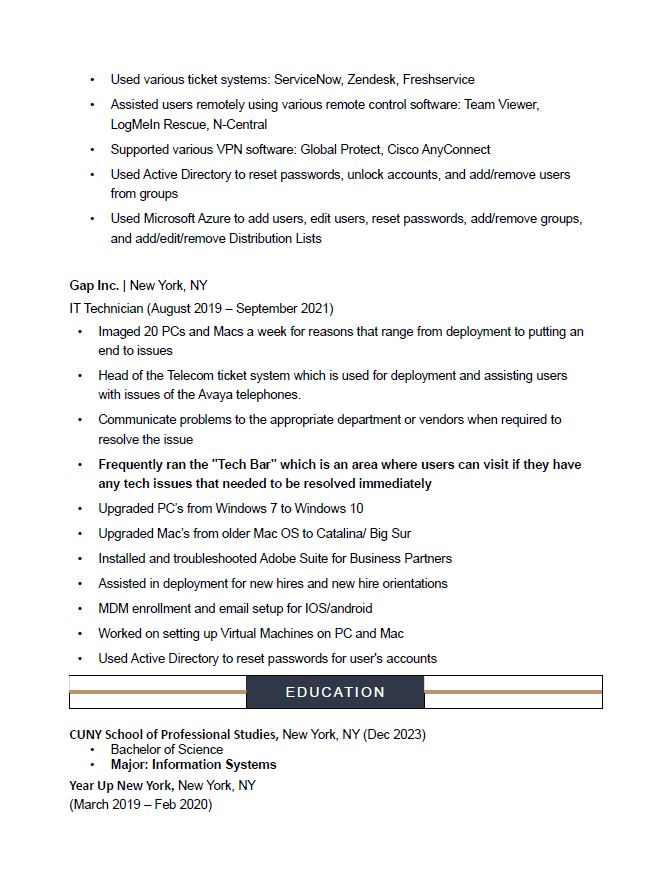 • Used various ticket systems: ServiceNow, Zendesk, Freshservice
• Assisted users remotely using various remote control software: Team Viewer,
LogMeIn Rescue, N-Central
• Supported various VPN software: Global Protect, Cisco AnyConnect
• Used Active Directory to reset passwords, unlock accounts, and add/remove users
from groups
• Used Microsoft Azure to add users, edit users, reset passwords, add/remove groups,
and add/edit/remove Distribution Lists
Gap Inc. | New York, NY
IT Technician (August 2019 – September 2021)
• Imaged 20 PCs and Macs a week for reasons that range from deployment to putting an
end to issues
• Head of the Telecom ticket system which is used for deployment and assisting users
with issues of the Avaya telephones.
• Communicate problems to the appropriate department or vendors when required to
resolve the issue
• Frequently ran the "Tech Bar" which is an area where users can visit if they have
any tech issues that needed to be resolved immediately
• Upgraded PC’s from Windows 7 to Windows 10
• Upgraded Mac’s from older Mac OS to Catalina/ Big Sur
• Installed and troubleshooted Adobe Suite for Business Partners
• Assisted in deployment for new hires and new hire orientations
• MDM enrollment and email setup for IOS/android
• Worked on setting up Virtual Machines on PC and Mac
• Used Active Directory to reset passwords for user's accounts
EDUCATION
CUNY School of Professional Studies, New York, NY (Dec 2023)
• Bachelor of Science
• Major: Information Systems
Year Up New York, New York, NY
(March 2019 – Feb 2020)